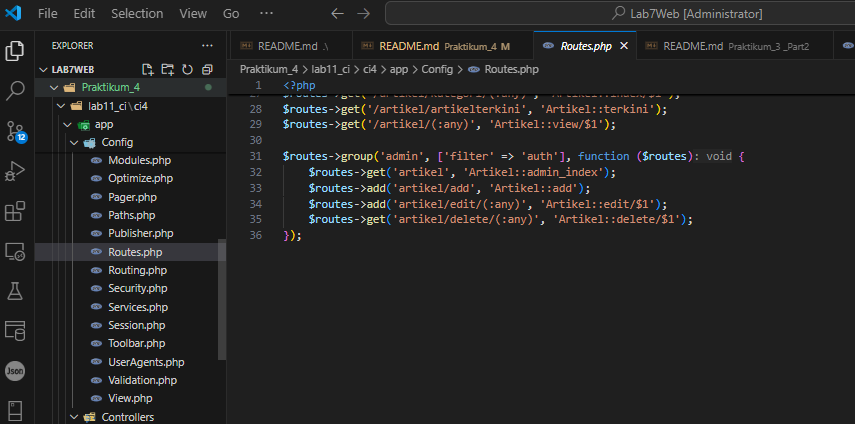 File Edit Selection View Go ··· Lab7Web [Administrator]
EXPLORER ···
README.md .\ README.md Praktikum_4 M Routes.php README.md Praktikum_3 _Part2
LAB7WEB
Praktikum_4 > lab11_ci > ci4 > app > Config > Routes.php
Praktikum_4
lab11_ci\ci4
app
Config
Modules.php
Optimize.php
Pager.php
Paths.php
Publisher.php
Routes.php
Routing.php
Security.php
Services.php
Session.php
Toolbar.php
UserAgents.php
Validation.php
View.php
Controllers
12
Json
1 <?php
28 $routes->get('/artikel/artikelterkini', 'Artikel::terkini');
29 $routes->get('/artikel/(:any)', 'Artikel::view/$1');
30
31 $routes->group('admin', ['filter' => 'auth'], function ($routes): void {
32 $routes->get('artikel', 'Artikel::admin_index');
33 $routes->add('artikel/add', 'Artikel::add');
34 $routes->add('artikel/edit/(:any)', 'Artikel::edit/$1');
35 $routes->get('artikel/delete/(:any)', 'Artikel::delete/$1');
36 });